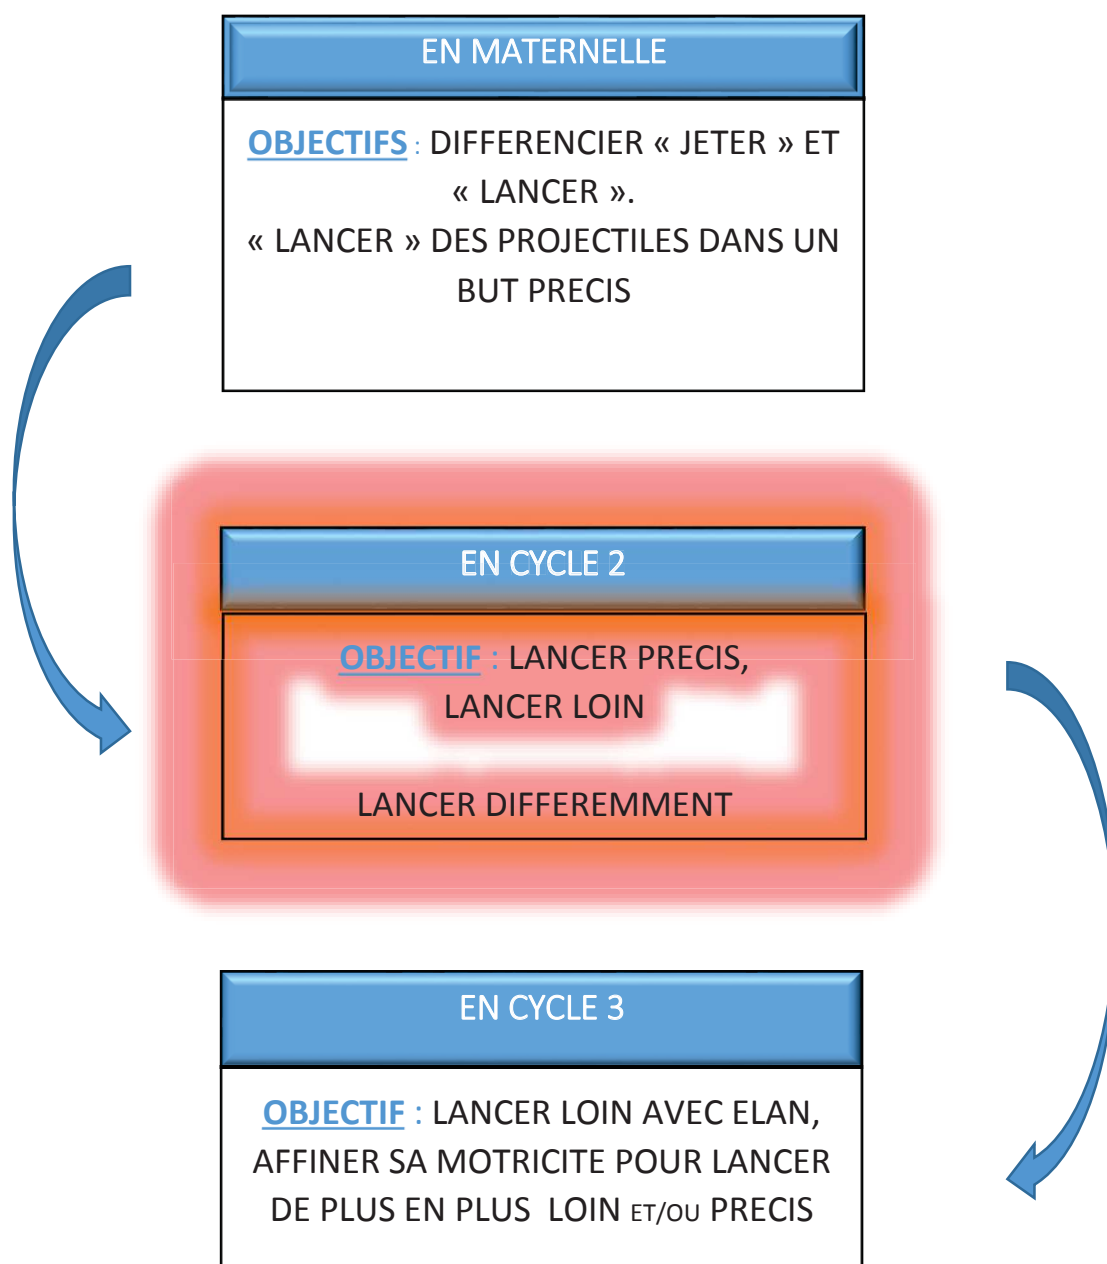 EN MATERNELLE
OBJECTIFS : DIFFERENCIER « JETER » ET
« LANCER ».
« LANCER » DES PROJECTILES DANS UN
BUT PRECIS
EN CYCLE 2
OBJECTIF : LANCER PRECIS,
LANCER LOIN
LANCER DIFFEREMMENT
EN CYCLE 3
OBJECTIF : LANCER LOIN AVEC ELAN,
AFFINER SA MOTRICITE POUR LANCER
DE PLUS EN PLUS LOIN ET/OU PRECIS